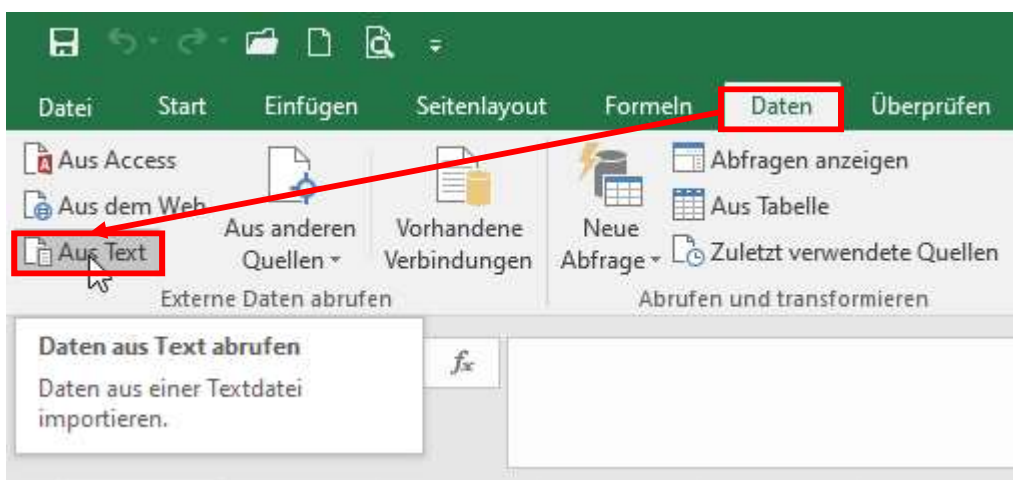 Datei Start Einfügen Seitenlayout Formeln Daten Überprüfen
Aus Access
Aus dem Web
Aus Text
Aus anderen
Quellen
Vorhandene
Verbindungen
Externe Daten abrufen
Neue
Abfrage
Abfragen anzeigen
Aus Tabelle
Zuletzt verwendete Quellen
Abrufen und transformieren
Daten aus Text abrufen
Daten aus einer Textdatei
importieren.
fx